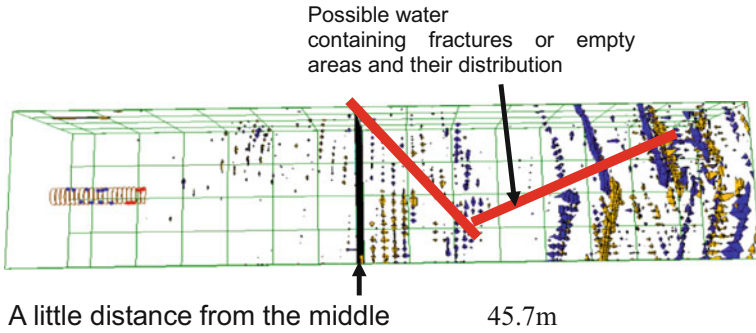 Possible water
containing fractures or empty
areas and their distribution
A little distance from the middle 45.7m